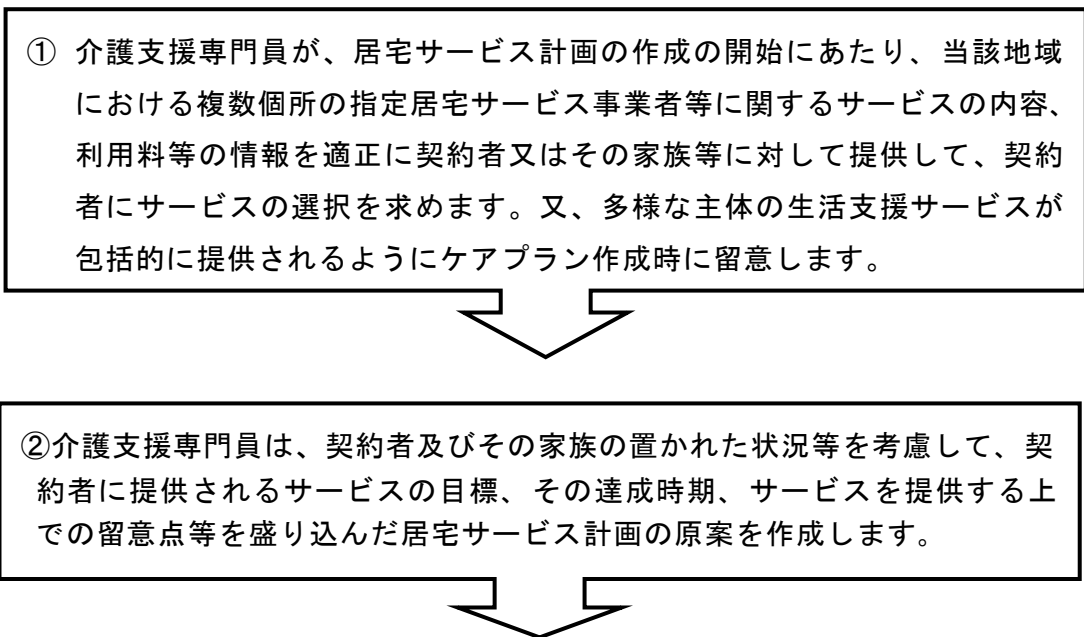 ① 介護支援専門員が、居宅サービス計画の作成の開始にあたり、当該地域
における複数個所の指定居宅サービス事業者等に関するサービスの内容、
利用料等の情報を適正に契約者又はその家族等に対して提供して、契約
者にサービスの選択を求めます。又、多様な主体の生活支援サービスが
包括的に提供されるようにケアプラン作成時に留意します。
②介護支援専門員は、契約者及びその家族の置かれた状況等を考慮して、契
約者に提供されるサービスの目標、その達成時期、サービスを提供する上
での留意点等を盛り込んだ居宅サービス計画の原案を作成します。